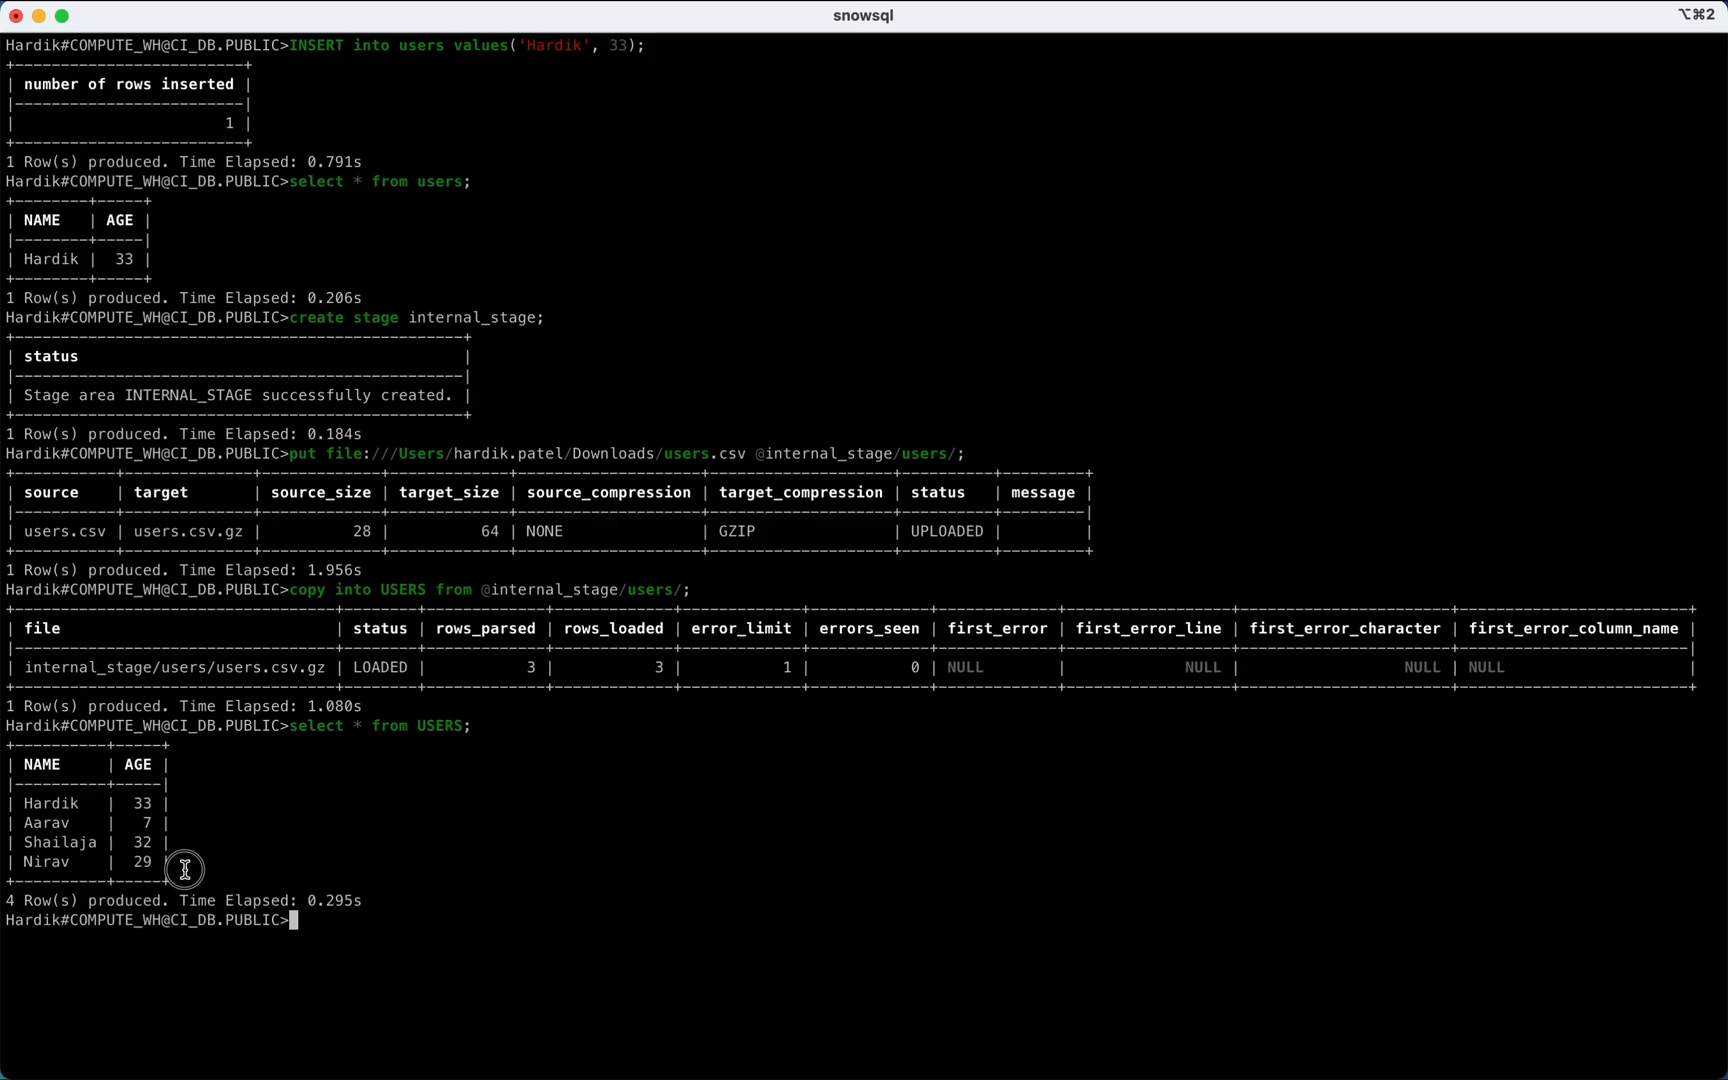 snowsql
⌥⌘2
Hardik#COMPUTE_WH@CI_DB.PUBLIC>INSERT into users values('Hardik', 33);
+-------------------------+
| number of rows inserted |
|-------------------------|
|                       1 |
+-------------------------+
1 Row(s) produced. Time Elapsed: 0.791s
Hardik#COMPUTE_WH@CI_DB.PUBLIC>select * from users;
+--------+-----+
| NAME   | AGE |
|--------+-----|
| Hardik |  33 |
+--------+-----+
1 Row(s) produced. Time Elapsed: 0.206s
Hardik#COMPUTE_WH@CI_DB.PUBLIC>create stage internal_stage;
+-------------------------------------------------+
| status                                          |
|-------------------------------------------------|
| Stage area INTERNAL_STAGE successfully created. |
+-------------------------------------------------+
1 Row(s) produced. Time Elapsed: 0.184s
Hardik#COMPUTE_WH@CI_DB.PUBLIC>put file:///Users/hardik.patel/Downloads/users.csv @internal_stage/users/;
+-----------+--------------+-------------+-------------+--------------------+--------------------+----------+---------+
| source    | target       | source_size | target_size | source_compression | target_compression | status   | message |
|-----------+--------------+-------------+-------------+--------------------+--------------------+----------+---------|
| users.csv | users.csv.gz |          28 |          64 | NONE               | GZIP               | UPLOADED |         |
+-----------+--------------+-------------+-------------+--------------------+--------------------+----------+---------+
1 Row(s) produced. Time Elapsed: 1.956s
Hardik#COMPUTE_WH@CI_DB.PUBLIC>copy into USERS from @internal_stage/users/;
+-----------------------------------+--------+-------------+-------------+-------------+-------------+-------------+------------------+-----------------------+-------------------------+
| file                              | status | rows_parsed | rows_loaded | error_limit | errors_seen | first_error | first_error_line | first_error_character | first_error_column_name |
|-----------------------------------+--------+-------------+-------------+-------------+-------------+-------------+------------------+-----------------------+-------------------------|
| internal_stage/users/users.csv.gz | LOADED |           3 |           3 |           1 |           0 | NULL        |             NULL |                  NULL | NULL                    |
+-----------------------------------+--------+-------------+-------------+-------------+-------------+-------------+------------------+-----------------------+-------------------------+
1 Row(s) produced. Time Elapsed: 1.080s
Hardik#COMPUTE_WH@CI_DB.PUBLIC>select * from USERS;
+----------+-----+
| NAME     | AGE |
|----------+-----|
| Hardik   |  33 |
| Aarav    |   7 |
| Shailaja |  32 |
| Nirav    |  29 |
+----------+-----+
4 Row(s) produced. Time Elapsed: 0.295s
Hardik#COMPUTE_WH@CI_DB.PUBLIC>